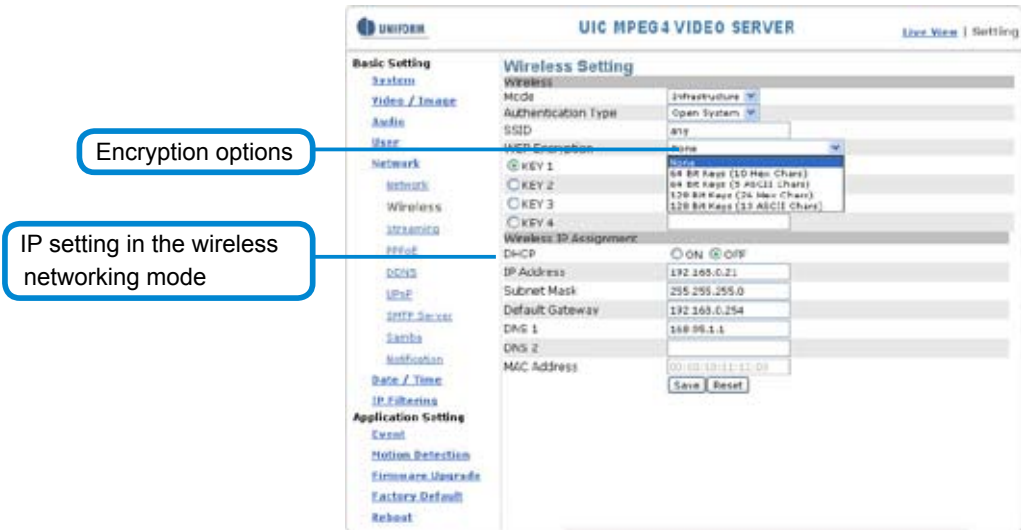 UNIFORM
UIC MPEG4 VIDEO SERVER
Live View | Setting
Basic Setting
System
Video / Image
Audio
User
Network
Network
Wireless
Streaming
PPPoE
DDNS
UPnP
SMTP Server
Samba
Notification
Date / Time
IP Filtering
Application Setting
Event
Motion Detection
Firmware Upgrade
Factory Default
Reboot
Encryption options
IP setting in the wireless
networking mode
Wireless Setting
Wireless
Mode Infrastructure
Authentication Type Open System
SSID any
WEP Encryption None
None
64 Bit Keys (10 Hex Chars)
64 Bit Keys (5 ASCII Chars)
128 Bit Keys (26 Hex Chars)
128 Bit Keys (13 ASCII Chars)
KEY 1
KEY 2
KEY 3
KEY 4
Wireless IP Assignment
DHCP ON OFF
IP Address 192.168.0.21
Subnet Mask 255.255.255.0
Default Gateway 192.168.0.254
DNS 1 168.95.1.1
DNS 2
MAC Address
Save Reset